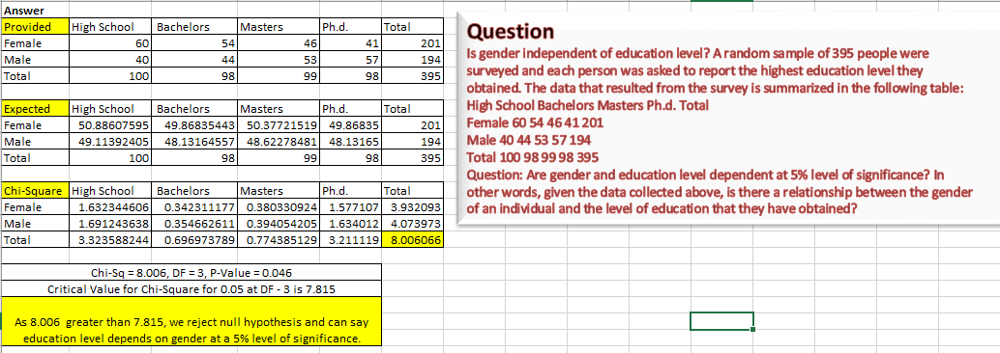 Answer
Provided High School Bachelors Masters Ph.d. Total
Female 60 54 46 41 201
Male 40 44 53 57 194
Total 100 98 99 98 395
Expected High School Bachelors Masters Ph.d. Total
Female 50.88607595 49.86835443 50.37721519 49.86835 201
Male 49.11392405 48.13164557 48.62278481 48.13165 194
Total 100 98 99 98 395
Chi-Square High School Bachelors Masters Ph.d. Total
Female 1.632344606 0.342311177 0.380330924 1.577107 3.932093
Male 1.691243638 0.354662611 0.394054205 1.634012 4.073973
Total 3.323588244 0.696973789 0.774385129 3.211119 8.006066
Chi-Sq = 8.006, DF = 3, P-Value = 0.046
Critical Value for Chi-Square for 0.05 at DF - 3 is 7.815
As 8.006 greater than 7.815, we reject null hypothesis and can say
education level depends on gender at a 5% level of significance.
Question
Is gender independent of education level? A random sample of 395 people were
surveyed and each person was asked to report the highest education level they
obtained. The data that resulted from the survey is summarized in the following table:
High School Bachelors Masters Ph.d. Total
Female 60 54 46 41 201
Male 40 44 53 57 194
Total 100 98 99 98 395
Question: Are gender and education level dependent at 5% level of significance? In
other words, given the data collected above, is there a relationship between the gender
of an individual and the level of education that they have obtained?